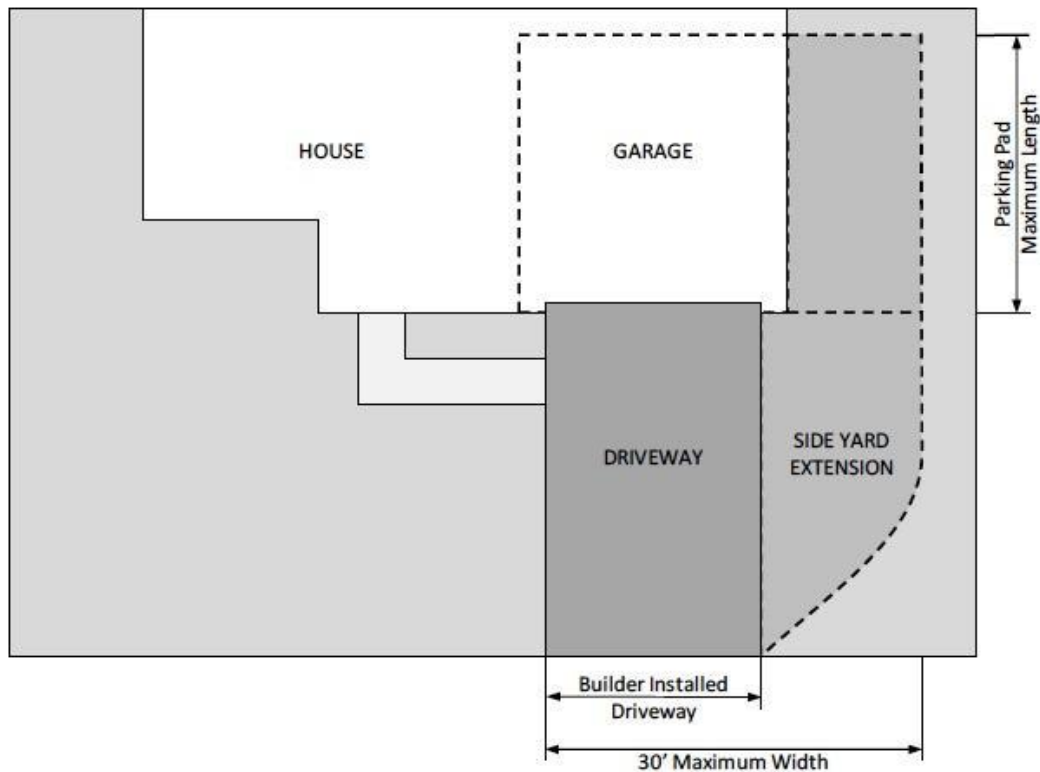 HOUSE
GARAGE
Parking Pad
Maximum Length
DRIVEWAY
SIDE YARD
EXTENSION
Builder Installed
Driveway
30’ Maximum Width